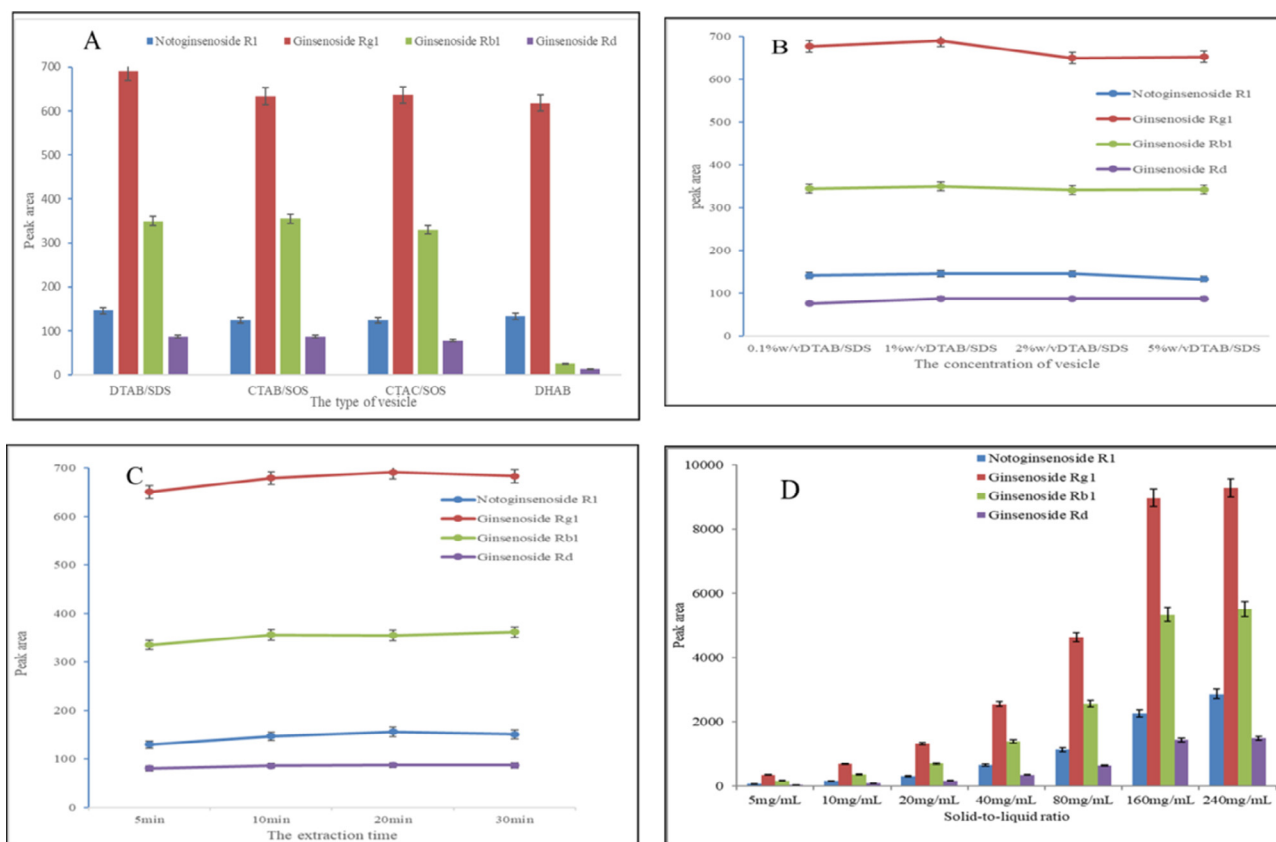 A
Notoginsenoside R1 Ginsenoside Rg1 Ginsenoside Rb1 Ginsenoside Rd
700
600
500
400
300
200
100
0
Peak area
DTAB/SDS CTAB/SOS CTAC/SOS DHAB
The type of vesicle
B
700
600
500
400
300
200
100
0
peak area
Notoginsenoside R1
Ginsenoside Rg1
Ginsenoside Rb1
Ginsenoside Rd
0.1%w/vDTAB/SDS 1%w/vDTAB/SDS 2%w/vDTAB/SDS 5%w/vDTAB/SDS
The concentration of vesicle
C
700
600
500
400
300
200
100
0
Peak area
Notoginsenoside R1
Ginsenoside Rg1
Ginsenoside Rb1
Ginsenoside Rd
5min 10min 20min 30min
The extraction time
D
Notoginsenoside R1
Ginsenoside Rg1
Ginsenoside Rb1
Ginsenoside Rd
10000
8000
6000
4000
2000
0
Peak area
5mg/mL 10mg/mL 20mg/mL 40mg/mL 80mg/mL 160mg/mL 240mg/mL
Solid-to-liquid ratio